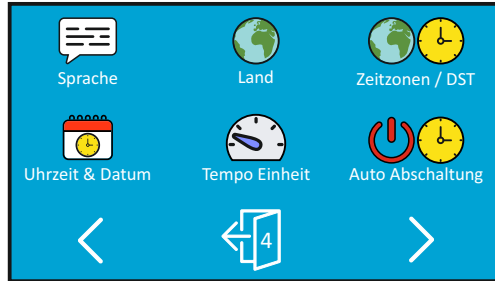 Sprache
Land
Zeitzonen / DST
Uhrzeit & Datum
Tempo Einheit
Auto Abschaltung
4